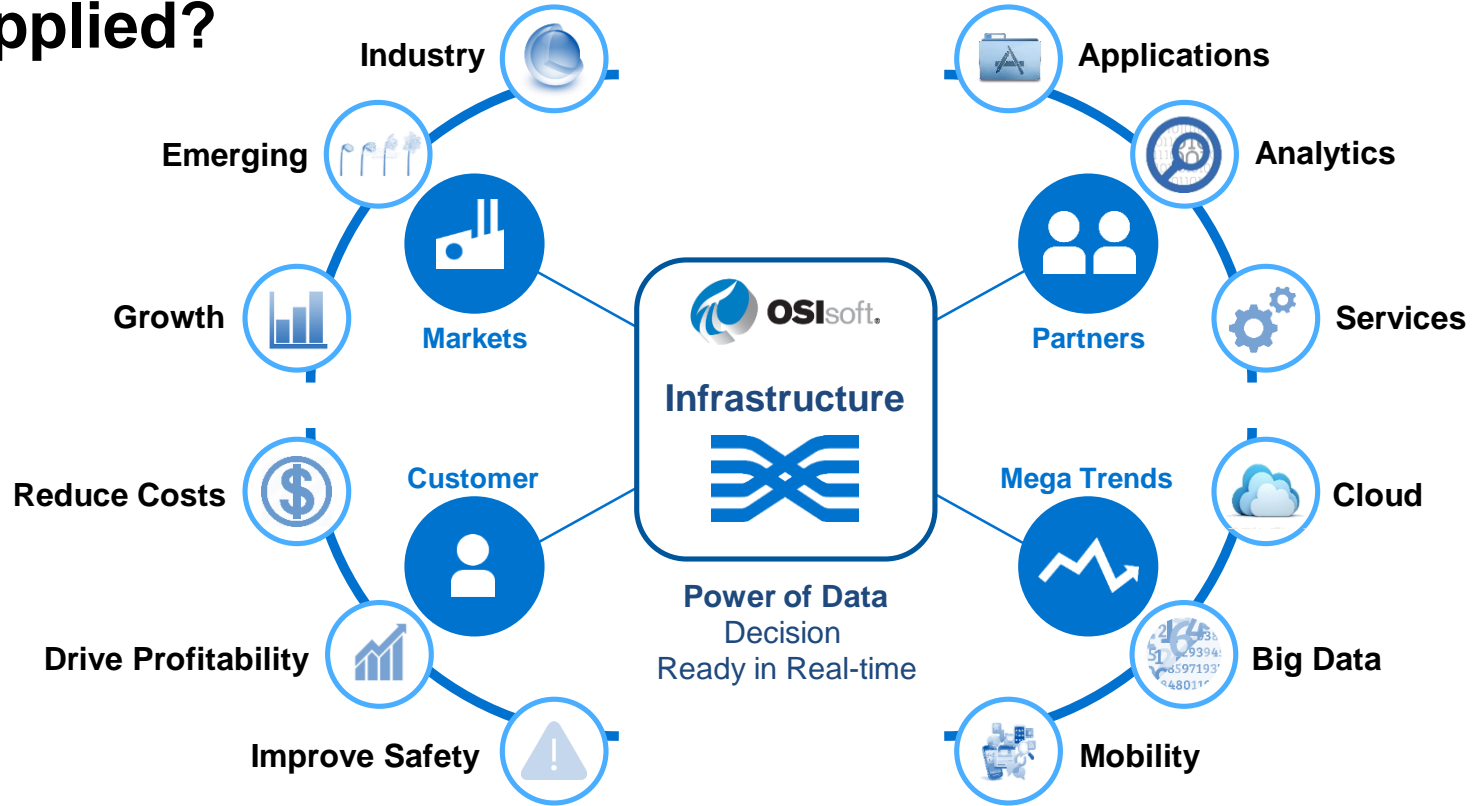 pplied?
Industry
Emerging
Growth
Markets
Applications
Analytics
Services
Partners
OSIsoft.
Infrastructure
Power of Data
Decision
Ready in Real-time
Customer
Reduce Costs
Drive Profitability
Improve Safety
Mega Trends
Cloud
Big Data
Mobility